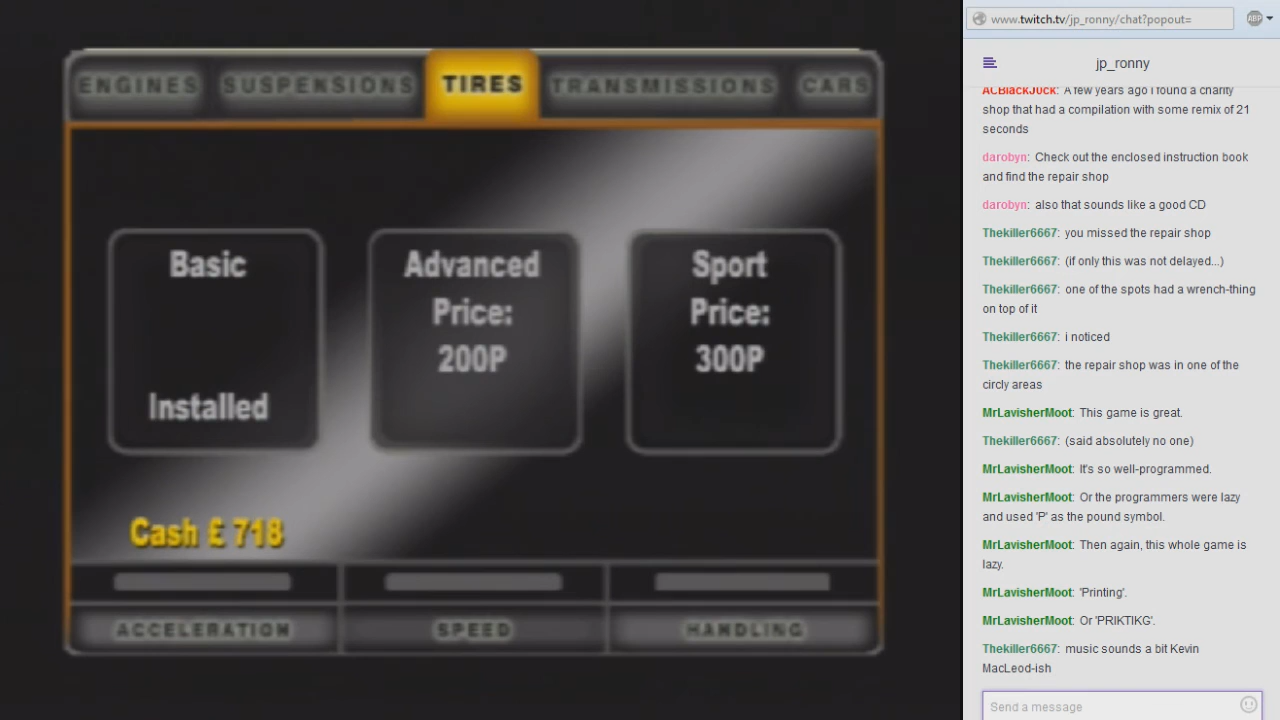 ENGINES SUSPENSIONS TIRES TRANSMISSIONS CARS
Basic
Installed
Advanced
Price:
200P
Sport
Price:
300P
Cash £ 718
ACCELERATION SPEED HANDLING
www.twitch.tv/jp_ronny/chat?popout=
ABP
jp_ronny
ACBlackJ0ck: A few years ago I found a charity
shop that had a compilation with some remix of 21
seconds
darobyn: Check out the enclosed instruction book
and find the repair shop
darobyn: also that sounds like a good CD
Thekiller6667: you missed the repair shop
Thekiller6667: (if only this was not delayed...)
Thekiller6667: one of the spots had a wrench-thing
on top of it
Thekiller6667: i noticed
Thekiller6667: the repair shop was in one of the
circly areas
MrLavisherMoot: This game is great.
Thekiller6667: (said absolutely no one)
MrLavisherMoot: It's so well-programmed.
MrLavisherMoot: Or the programmers were lazy
and used 'P' as the pound symbol.
MrLavisherMoot: Then again, this whole game is
lazy.
MrLavisherMoot: 'Printing'.
MrLavisherMoot: Or 'PRIKTIKG'.
Thekiller6667: music sounds a bit Kevin
MacLeod-ish
Send a message